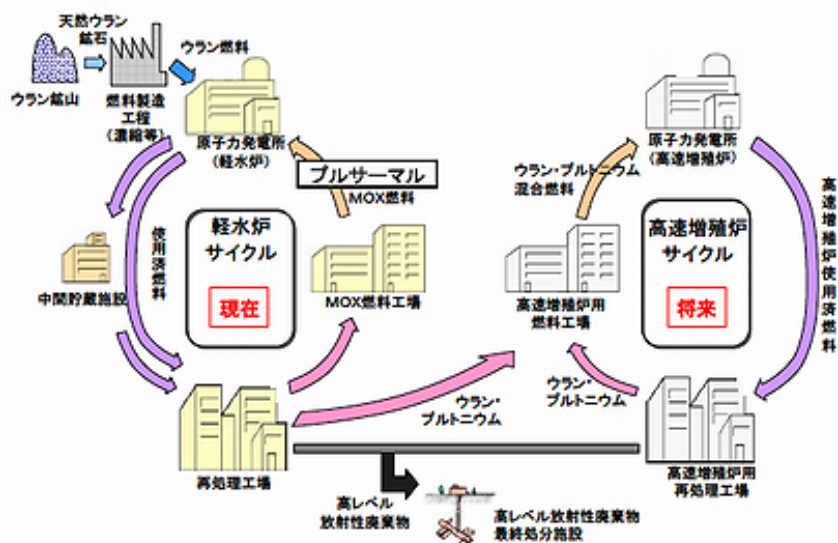 天然ウラン
鉱石
ウラン燃料
ウラン鉱山
燃料製造
工程
(濃縮等)
原子力発電所
(軽水炉)
プルサーマル
MOX燃料
使用済燃料
中間貯蔵施設
軽水炉
サイクル
現在
MOX燃料工場
再処理工場
ウラン・
プルトニウム
原子力発電所
(高速増殖炉)
ウラン・プルトニウム
混合燃料
高速増殖炉使用済燃料
高速増殖炉
サイクル
将来
高速増殖炉用
燃料工場
ウラン・
プルトニウム
高速増殖炉用
再処理工場
高レベル
放射性廃棄物
高レベル放射性廃棄物
最終処分施設